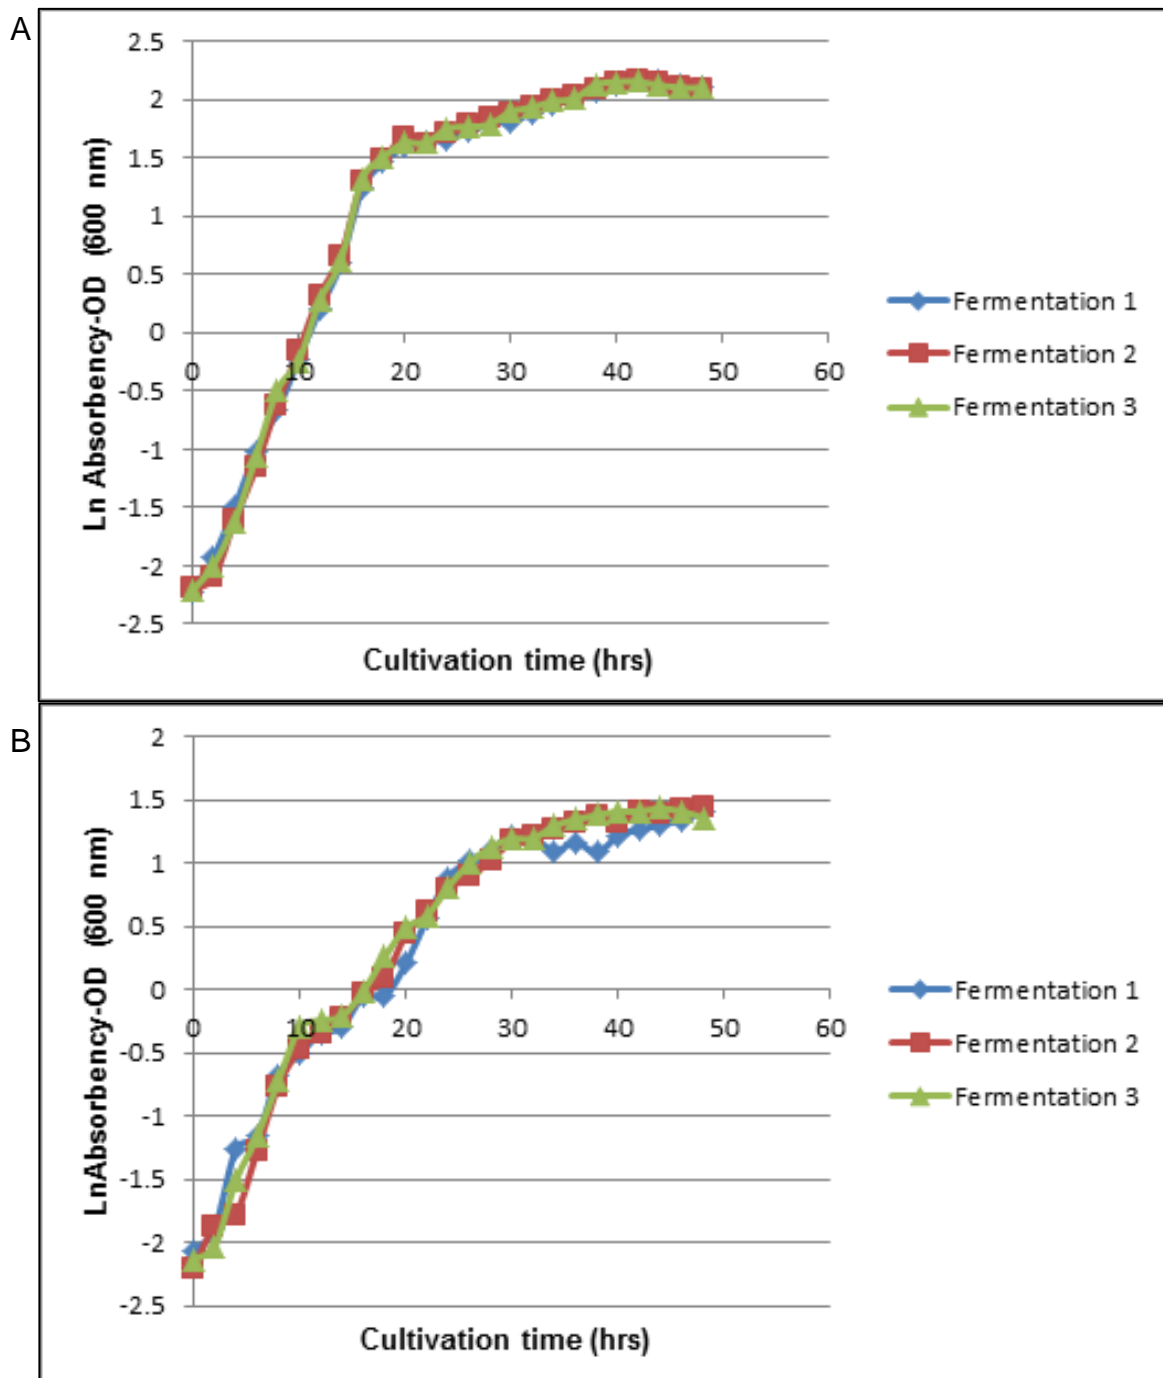 A
2.5
2
1.5
1
0.5
0
-0.5
-1
-1.5
-2
-2.5
0 10 20 30 40 50 60
Ln Absorbency-OD (600 nm)
Cultivation time (hrs)
Fermentation 1
Fermentation 2
Fermentation 3
B
2
1.5
1
0.5
0
-0.5
-1
-1.5
-2
-2.5
0 10 20 30 40 50 60
LnAbsorbency-OD (600 nm)
Cultivation time (hrs)
Fermentation 1
Fermentation 2
Fermentation 3